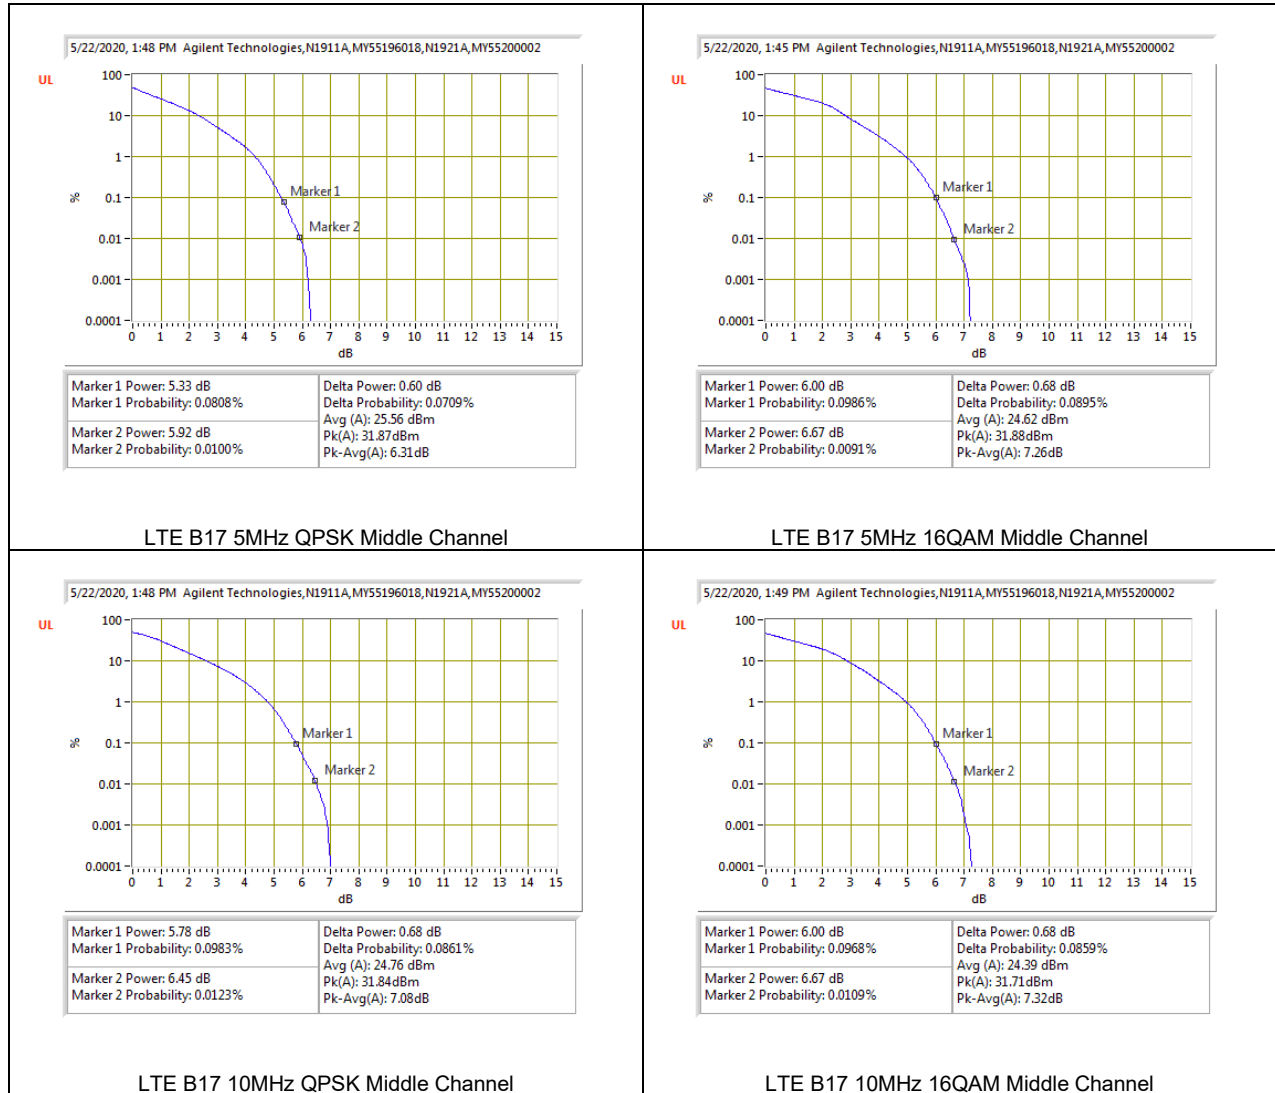 5/22/2020, 1:48 PM Agilent Technologies,N1911A,MY55196018,N1921A,MY55200002
UL
100
10
1
0.1
0.01
0.001
0.0001
%
Marker 1
Marker 2
0 1 2 3 4 5 6 7 8 9 10 11 12 13 14 15
dB
Marker 1 Power: 5.33 dB
Marker 1 Probability: 0.0808%
Marker 2 Power: 5.92 dB
Marker 2 Probability: 0.0100%
Delta Power: 0.60 dB
Delta Probability: 0.0709%
Avg (A): 25.56 dBm
Pk(A): 31.87dBm
Pk-Avg(A): 6.31dB
LTE B17 5MHz QPSK Middle Channel
5/22/2020, 1:45 PM Agilent Technologies,N1911A,MY55196018,N1921A,MY55200002
UL
100
10
1
0.1
0.01
0.001
0.0001
%
Marker 1
Marker 2
0 1 2 3 4 5 6 7 8 9 10 11 12 13 14 15
dB
Marker 1 Power: 6.00 dB
Marker 1 Probability: 0.0986%
Marker 2 Power: 6.67 dB
Marker 2 Probability: 0.0091%
Delta Power: 0.68 dB
Delta Probability: 0.0895%
Avg (A): 24.62 dBm
Pk(A): 31.88dBm
Pk-Avg(A): 7.26dB
LTE B17 5MHz 16QAM Middle Channel
5/22/2020, 1:48 PM Agilent Technologies,N1911A,MY55196018,N1921A,MY55200002
UL
100
10
1
0.1
0.01
0.001
0.0001
%
Marker 1
Marker 2
0 1 2 3 4 5 6 7 8 9 10 11 12 13 14 15
dB
Marker 1 Power: 5.78 dB
Marker 1 Probability: 0.0983%
Marker 2 Power: 6.45 dB
Marker 2 Probability: 0.0123%
Delta Power: 0.68 dB
Delta Probability: 0.0861%
Avg (A): 24.76 dBm
Pk(A): 31.84dBm
Pk-Avg(A): 7.08dB
LTE B17 10MHz QPSK Middle Channel
5/22/2020, 1:49 PM Agilent Technologies,N1911A,MY55196018,N1921A,MY55200002
UL
100
10
1
0.1
0.01
0.001
0.0001
%
Marker 1
Marker 2
0 1 2 3 4 5 6 7 8 9 10 11 12 13 14 15
dB
Marker 1 Power: 6.00 dB
Marker 1 Probability: 0.0968%
Marker 2 Power: 6.67 dB
Marker 2 Probability: 0.0109%
Delta Power: 0.68 dB
Delta Probability: 0.0859%
Avg (A): 24.39 dBm
Pk(A): 31.71dBm
Pk-Avg(A): 7.32dB
LTE B17 10MHz 16QAM Middle Channel